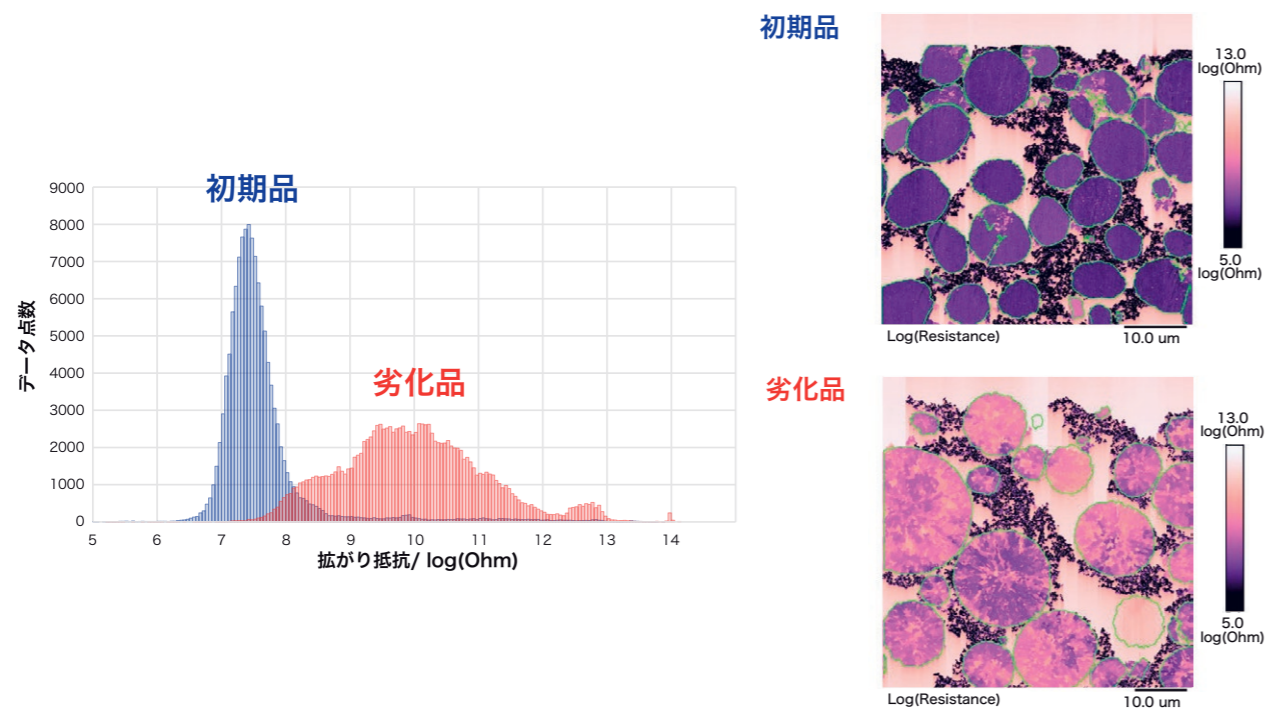 初期品
劣化品
9000
8000
7000
6000
5000
4000
3000
2000
1000
0
データ点数
5 6 7 8 9 10 11 12 13 14
拡がり抵抗/ log(Ohm)
初期品
13.0
log(Ohm)
5.0
log(Ohm)
Log(Resistance)
10.0 um
劣化品
13.0
log(Ohm)
5.0
log(Ohm)
Log(Resistance)
10.0 um